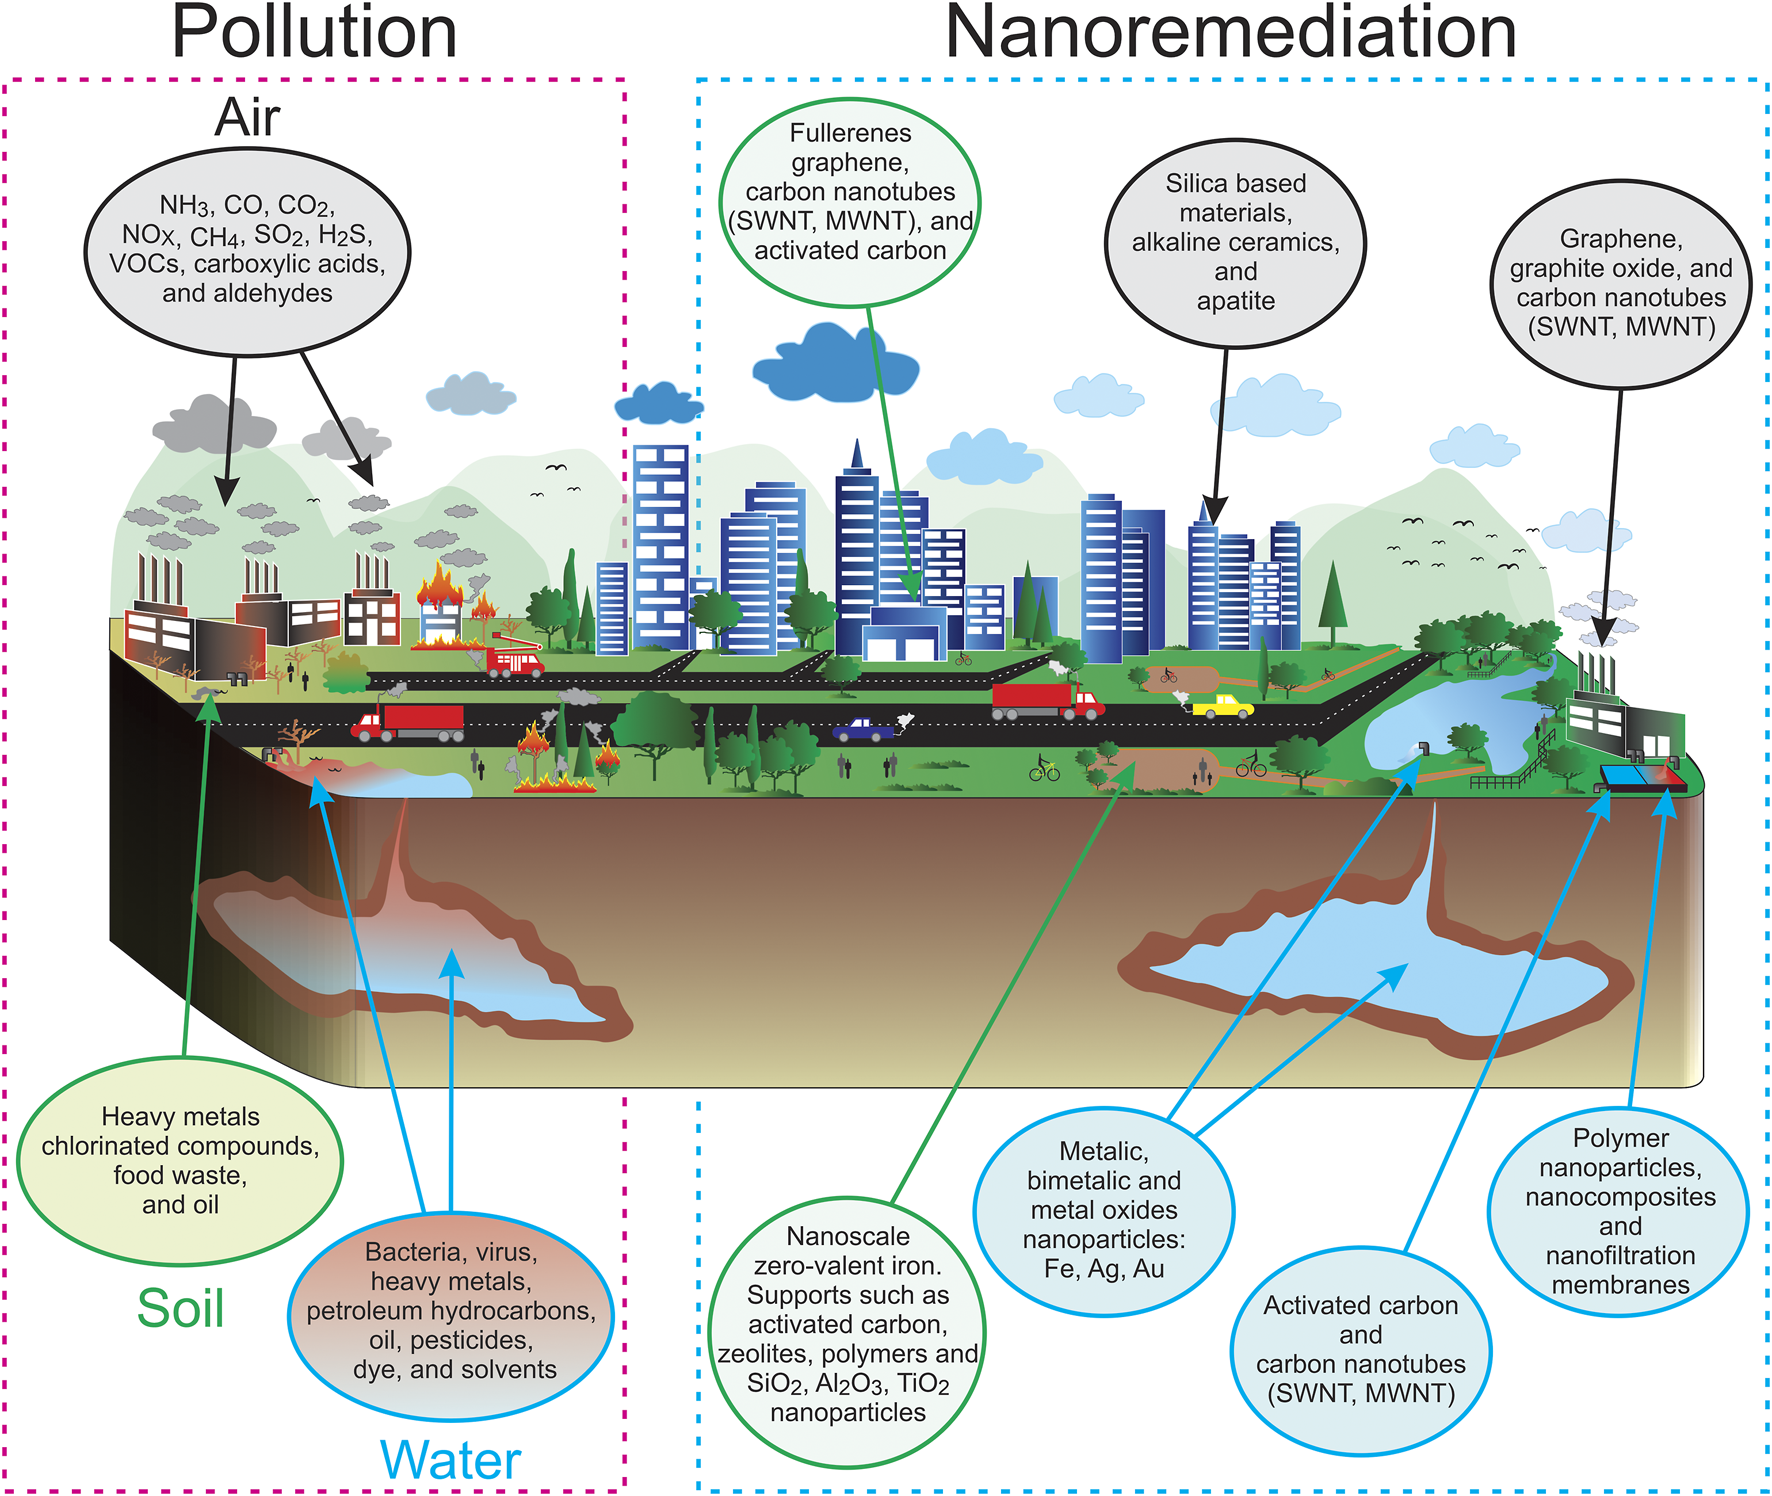 Pollution
Nanoremediation
Air
NH3, CO, CO2,
NOX, CH4, SO2, H2S,
VOCs, carboxylic acids,
and aldehydes
Fullerenes
graphene,
carbon nanotubes
(SWNT, MWNT), and
activated carbon
Silica based
materials,
alkaline ceramics,
and
apatite
Graphene,
graphite oxide, and
carbon nanotubes
(SWNT, MWNT)
Heavy metals
chlorinated compounds,
food waste,
and oil
Soil
Bacteria, virus,
heavy metals,
petroleum hydrocarbons,
oil, pesticides,
dye, and solvents
Water
Nanoscale
zero-valent iron.
Supports such as
activated carbon,
zeolites, polymers and
SiO2, Al2O3, TiO2
nanoparticles
Metalic,
bimetalic and
metal oxides
nanoparticles:
Fe, Ag, Au
Activated carbon
and
carbon nanotubes
(SWNT, MWNT)
Polymer
nanoparticles,
nanocomposites
and
nanofiltration
membranes